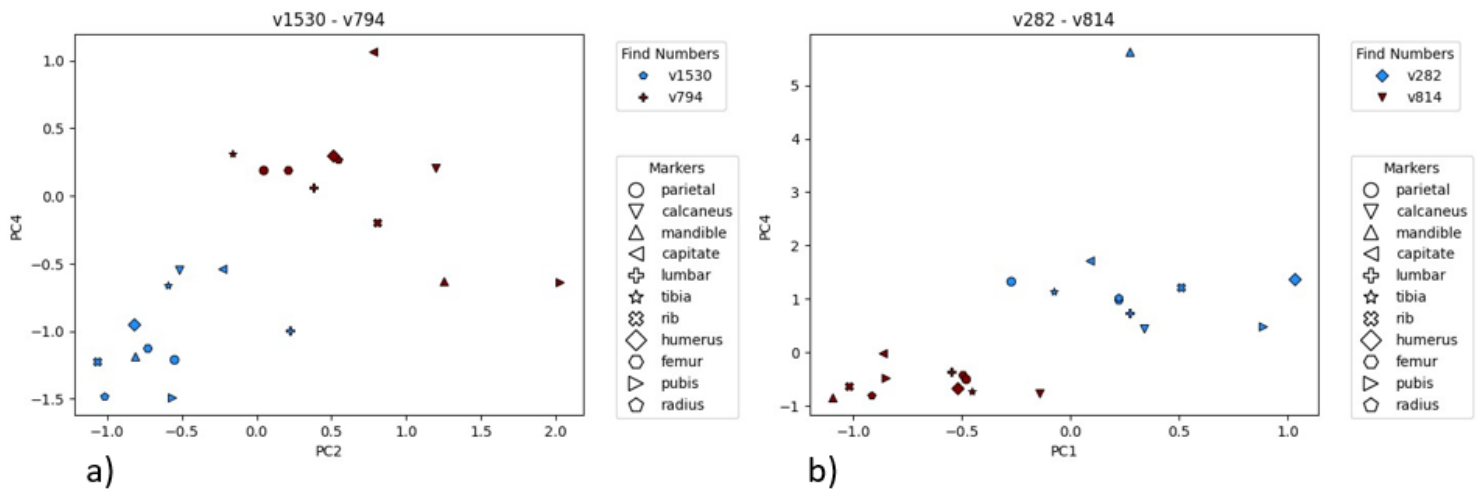 v1530 - v794
1.0
0.5
0.0
−0.5
−1.0
−1.5
PC4
−1.0
−0.5
0.0
0.5
1.0
1.5
2.0
PC2
Find Numbers
v1530
v794
Markers
parietal
calcaneus
mandible
capitate
lumbar
tibia
rib
humerus
femur
pubis
radius
a)
v282 - v814
5
4
3
2
1
0
−1
PC4
−1.0
−0.5
0.0
0.5
1.0
PC1
Find Numbers
v282
v814
Markers
parietal
calcaneus
mandible
capitate
lumbar
tibia
rib
humerus
femur
pubis
radius
b)